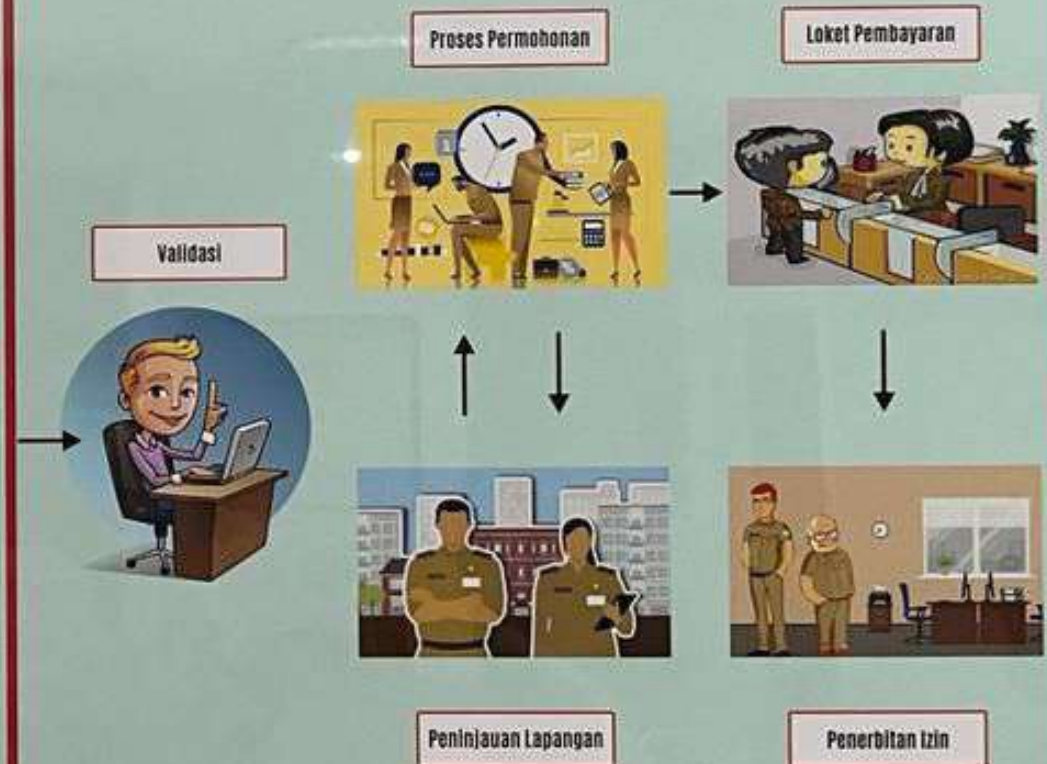 Proses Permohonan
Loket Pembayaran
Validasi
Peninjauan Lapangan
Penerbitan Izin